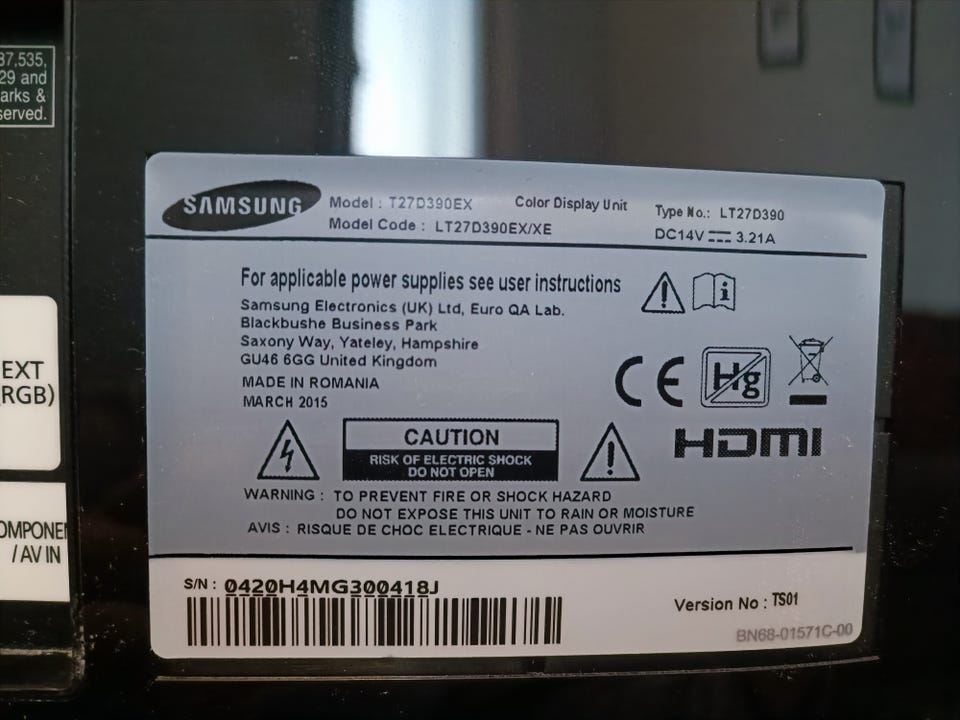 37,535,
29 and
arks &
served.
SAMSUNG
Model : T27D390EX
Color Display Unit
Type No.: LT27D390
Model Code : LT27D390EX/XE
DC14V ⎓ 3.21A
For applicable power supplies see user instructions
Samsung Electronics (UK) Ltd, Euro QA Lab.
Blackbushe Business Park
Saxony Way, Yateley, Hampshire
GU46 6GG United Kingdom
MADE IN ROMANIA
MARCH 2015
CE
Hg
HDMI
EXT
RGB)
CAUTION
RISK OF ELECTRIC SHOCK
DO NOT OPEN
WARNING : TO PREVENT FIRE OR SHOCK HAZARD
DO NOT EXPOSE THIS UNIT TO RAIN OR MOISTURE
AVIS : RISQUE DE CHOC ELECTRIQUE - NE PAS OUVRIR
OMPONEN
/ AV IN
S/N : 0420H4MG300418J
Version No : TS01
BN68-01571C-00